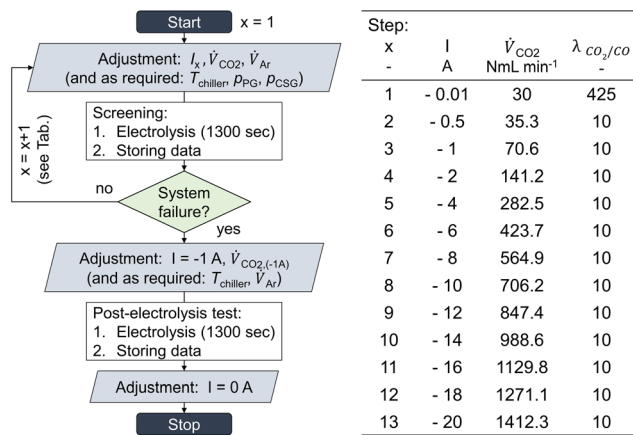 Start
x = 1
Adjustment: Iₓ, V̇CO2, V̇Ar
(and as required: Tchiller, pPG, pCSG)
Screening:
1. Electrolysis (1300 sec)
2. Storing data
x = x+1
(see Tab.)
no
System
failure?
yes
Adjustment: I = -1 A, V̇CO2,(-1A)
(and as required: Tchiller, V̇Ar)
Post-electrolysis test:
1. Electrolysis (1300 sec)
2. Storing data
Adjustment: I = 0 A
Stop
Step:
x I V̇CO2 λ CO₂/CO
- A NmL min⁻¹ -
1 - 0.01 30 425
2 - 0.5 35.3 10
3 - 1 70.6 10
4 - 2 141.2 10
5 - 4 282.5 10
6 - 6 423.7 10
7 - 8 564.9 10
8 - 10 706.2 10
9 - 12 847.4 10
10 - 14 988.6 10
11 - 16 1129.8 10
12 - 18 1271.1 10
13 - 20 1412.3 10